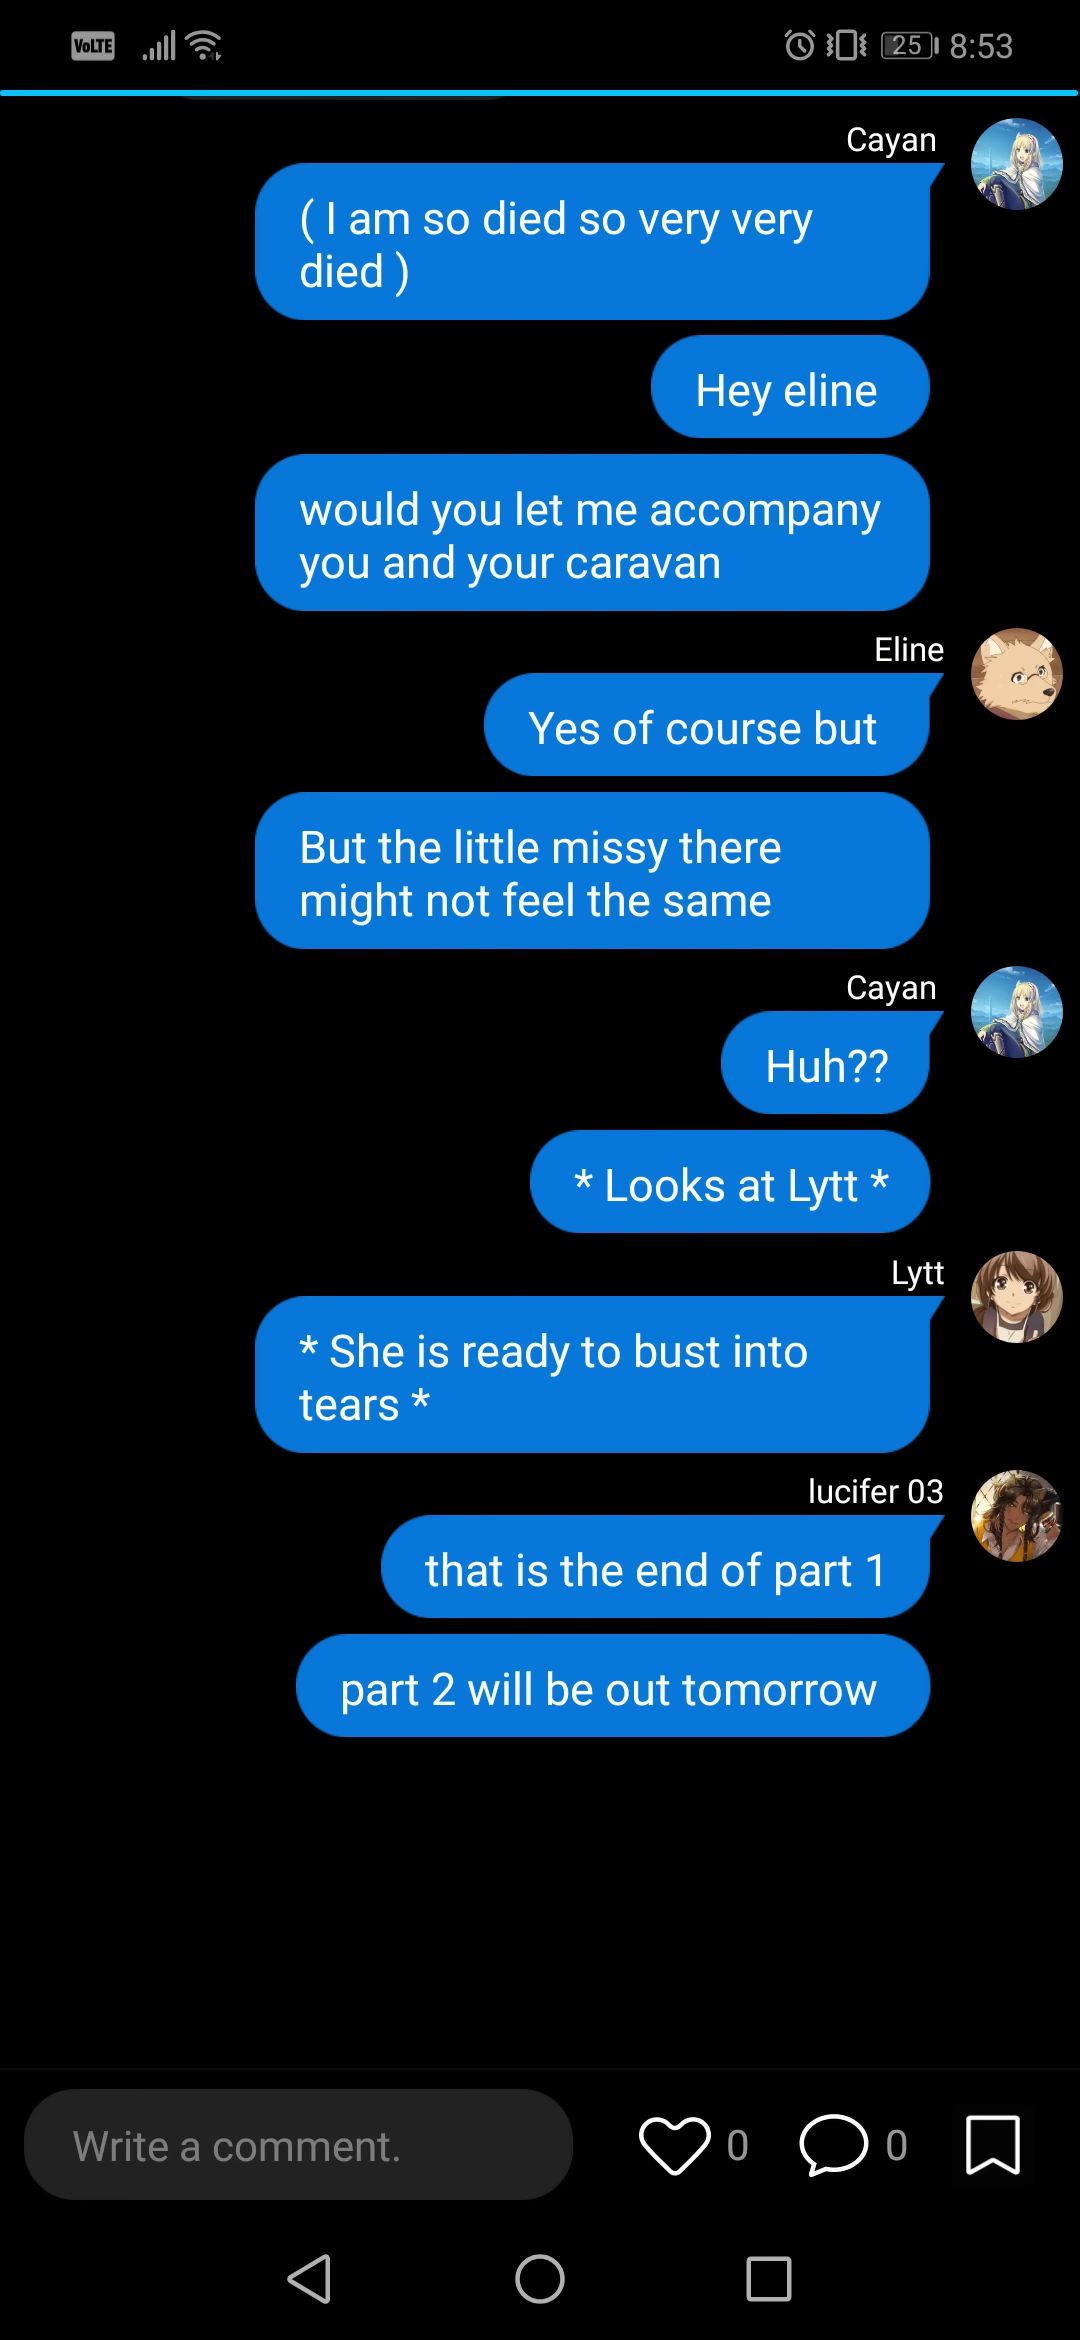 VoLTE 25 8:53
Cayan
( I am so died so very very
died )
Hey eline
would you let me accompany
you and your caravan
Eline
Yes of course but
But the little missy there
might not feel the same
Cayan
Huh??
* Looks at Lytt *
Lytt
* She is ready to bust into
tears *
lucifer 03
that is the end of part 1
part 2 will be out tomorrow
Write a comment. 0 0